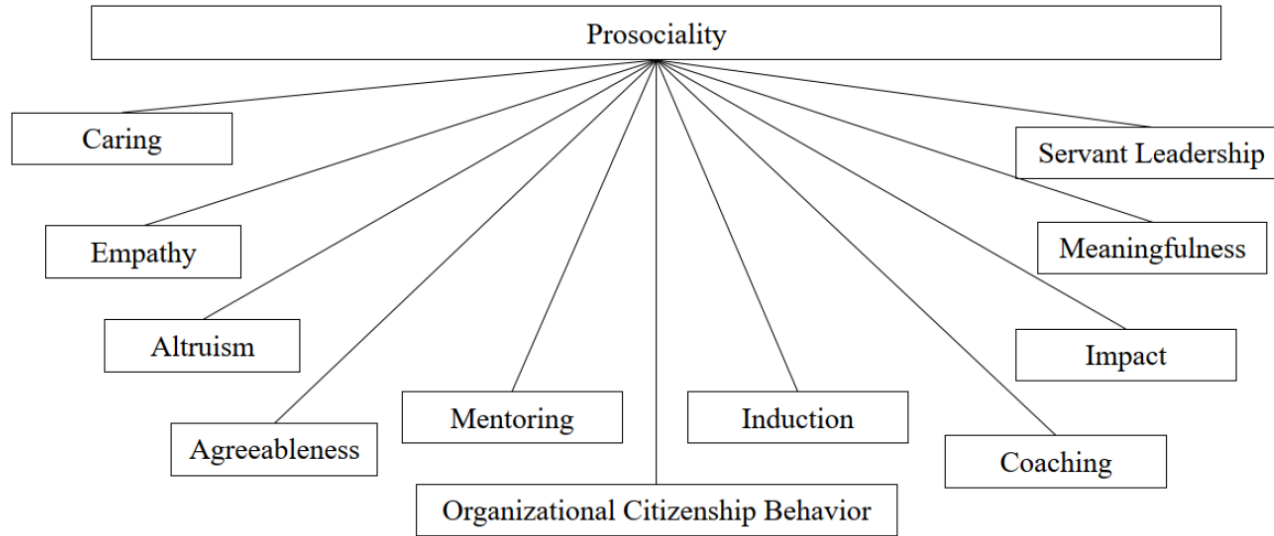 Prosociality
Caring
Servant Leadership
Empathy
Meaningfulness
Altruism
Impact
Mentoring
Induction
Agreeableness
Coaching
Organizational Citizenship Behavior